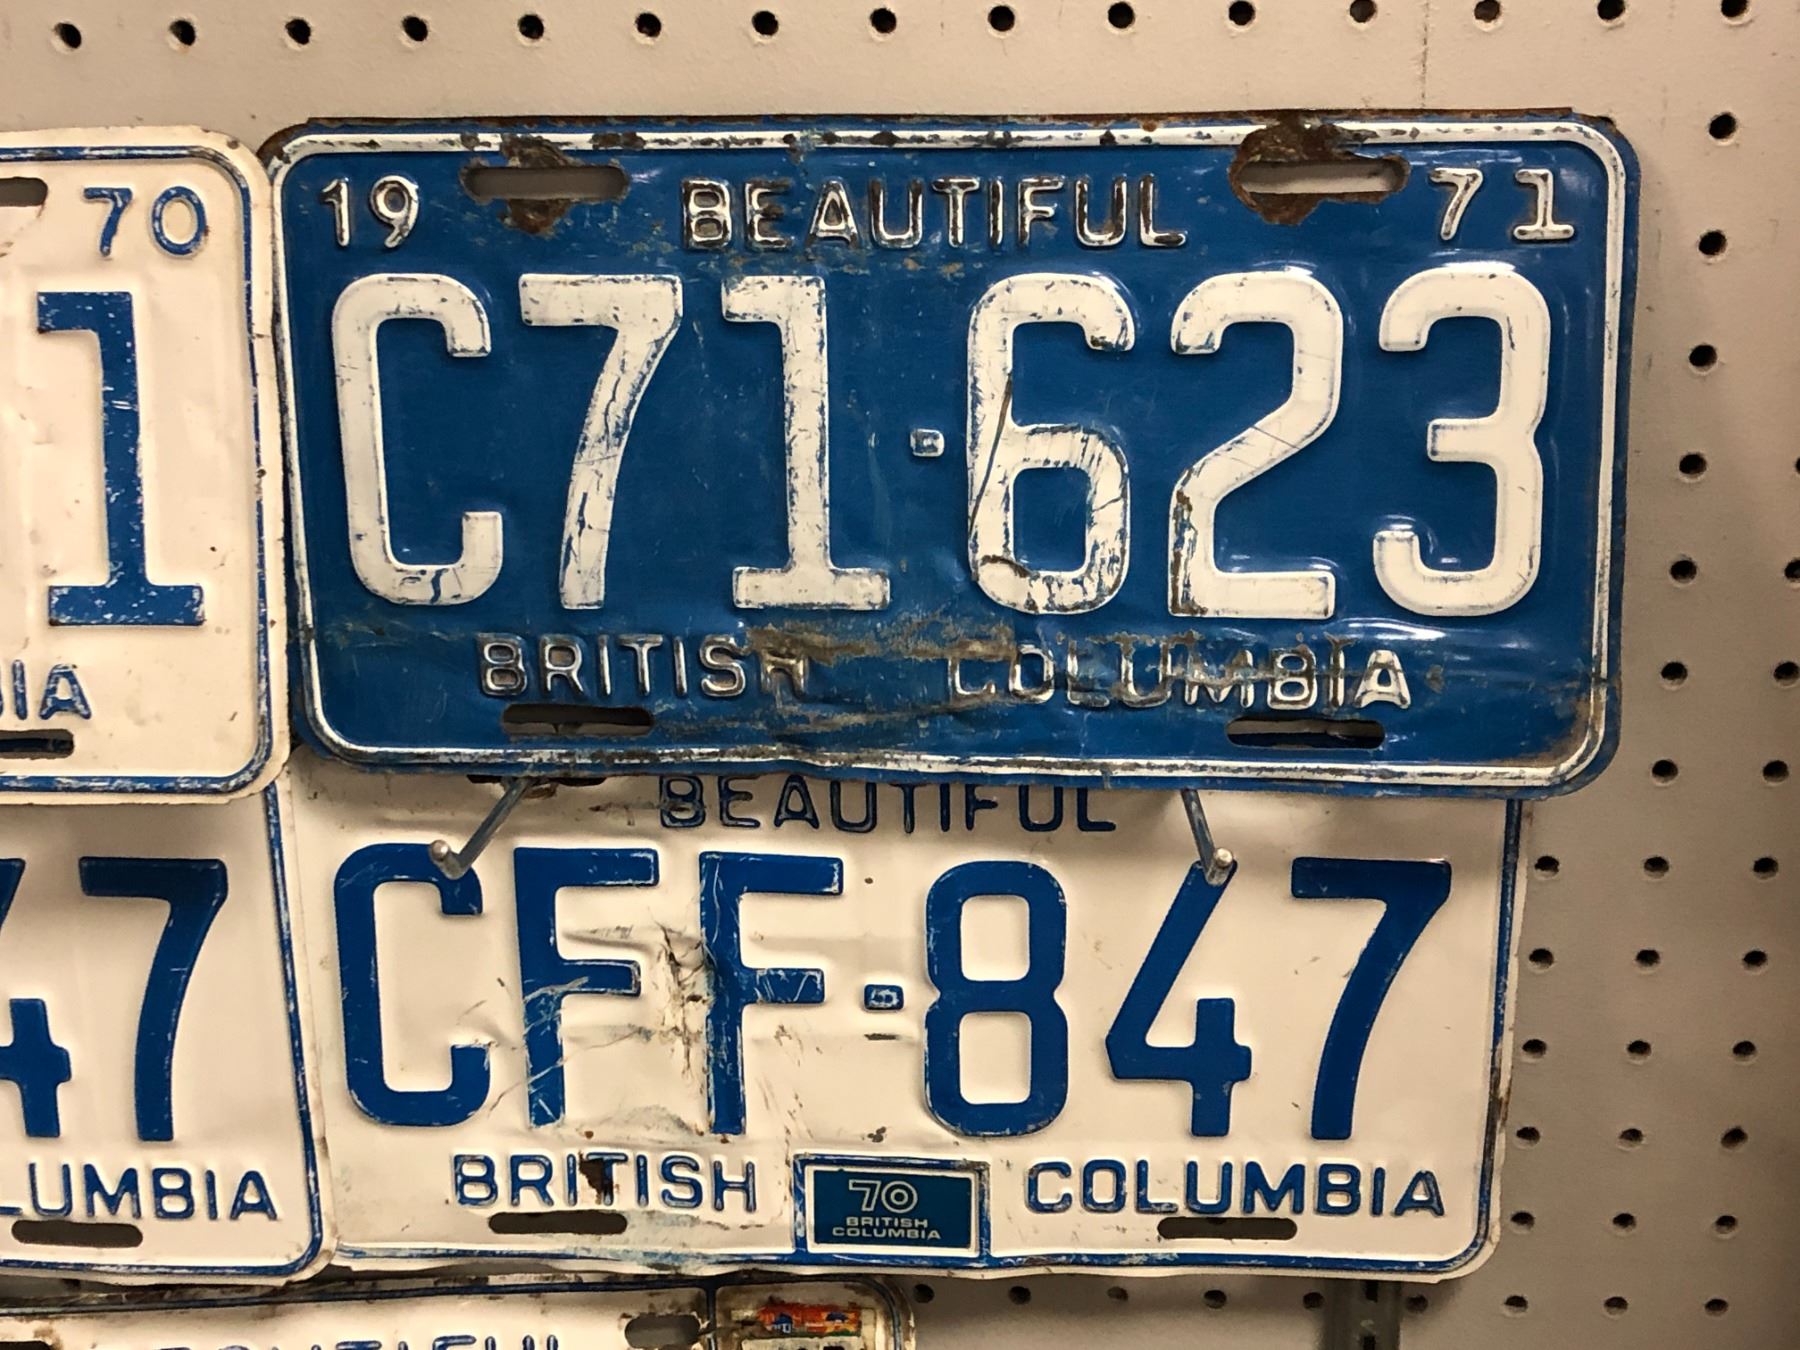 70
1
BIA
19 BEAUTIFUL 71
C71-623
BRITISH COLUMBIA
BEAUTIFUL
47
LUMBIA
CFF-847
BRITISH COLUMBIA
70
BRITISH
COLUMBIA